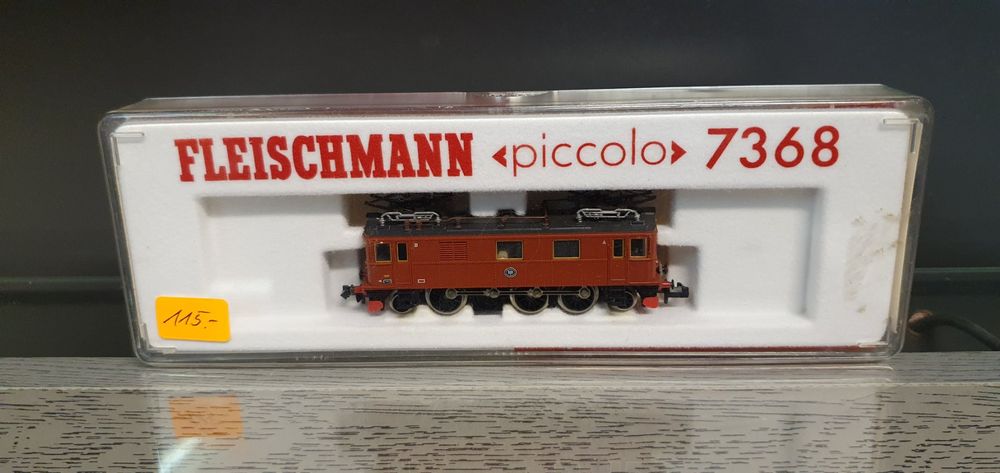 FLEISCHMANN piccolo 7368
115.-